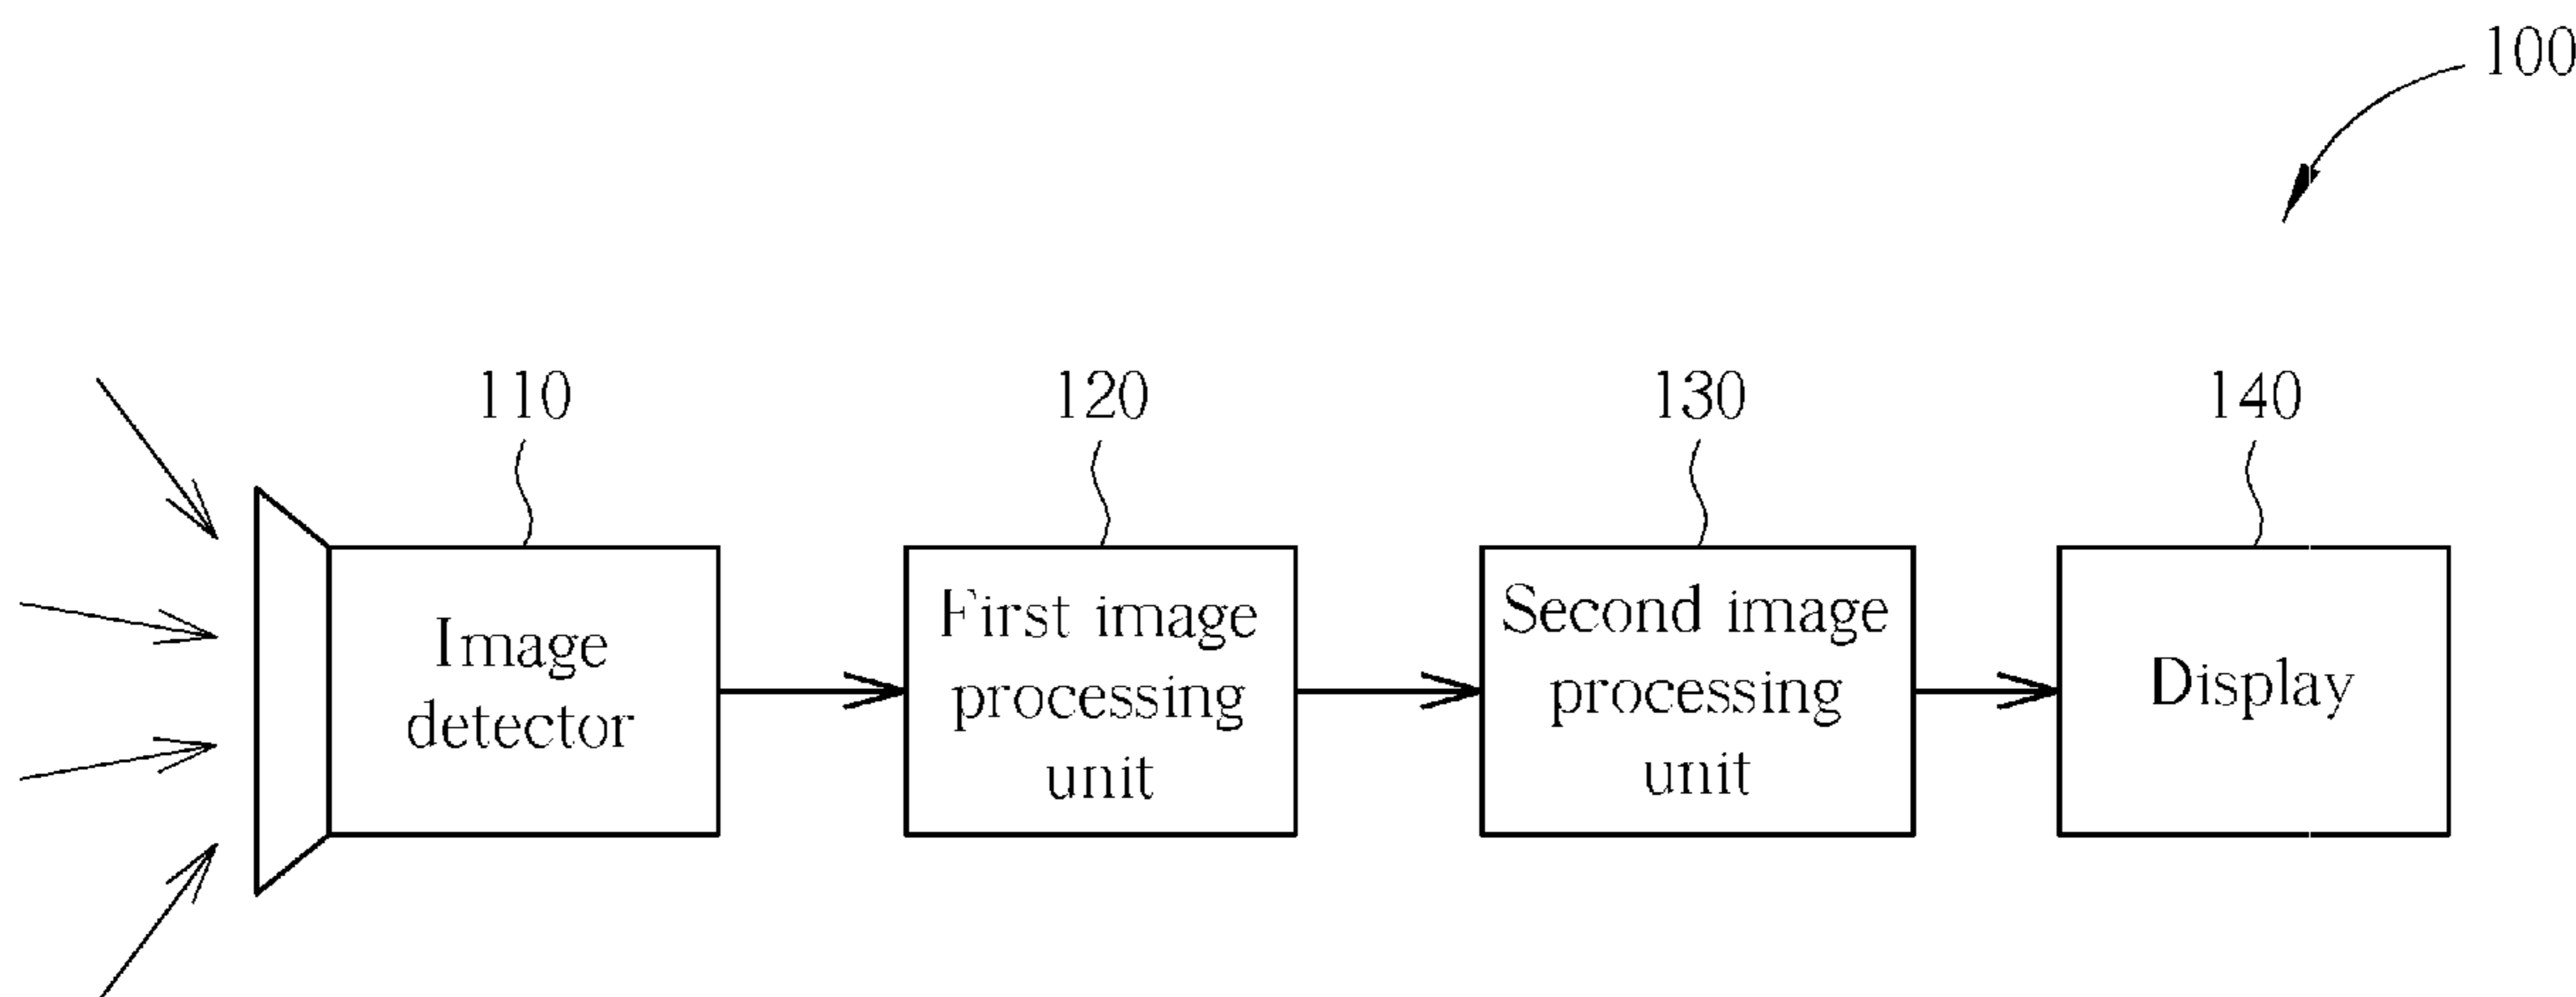 100
110
120
130
140
Image
detector
First image
processing
unit
Second image
processing
unit
Display